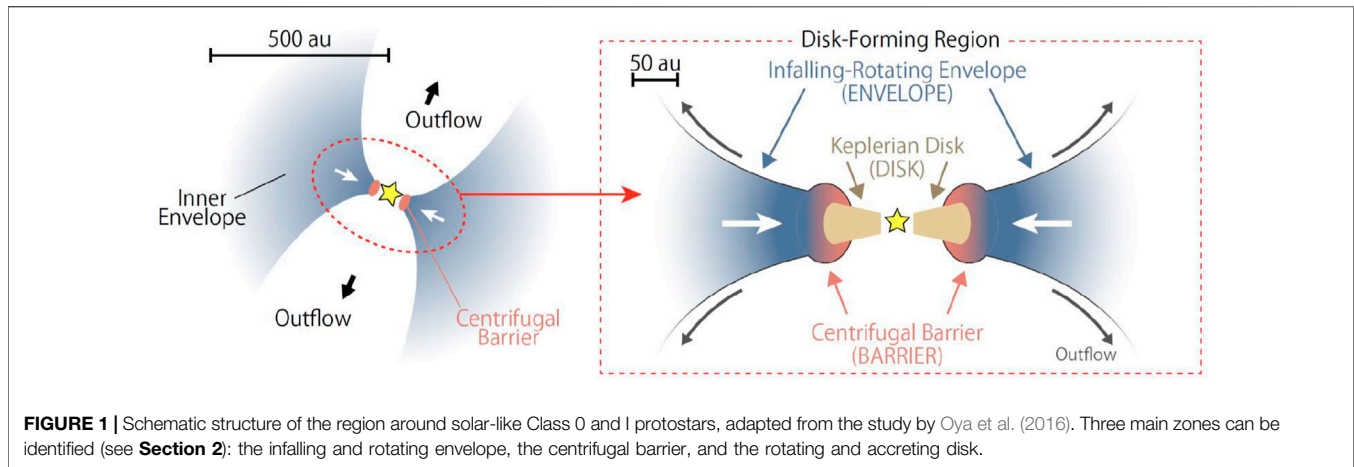 500 au
Outflow
Inner
Envelope
Outflow
Centrifugal
Barrier
Disk-Forming Region
50 au
Infalling-Rotating Envelope
(ENVELOPE)
Keplerian Disk
(DISK)
Centrifugal Barrier
(BARRIER)
Outflow
FIGURE 1 | Schematic structure of the region around solar-like Class 0 and I protostars, adapted from the study by Oya et al. (2016). Three main zones can be
identified (see Section 2): the infalling and rotating envelope, the centrifugal barrier, and the rotating and accreting disk.